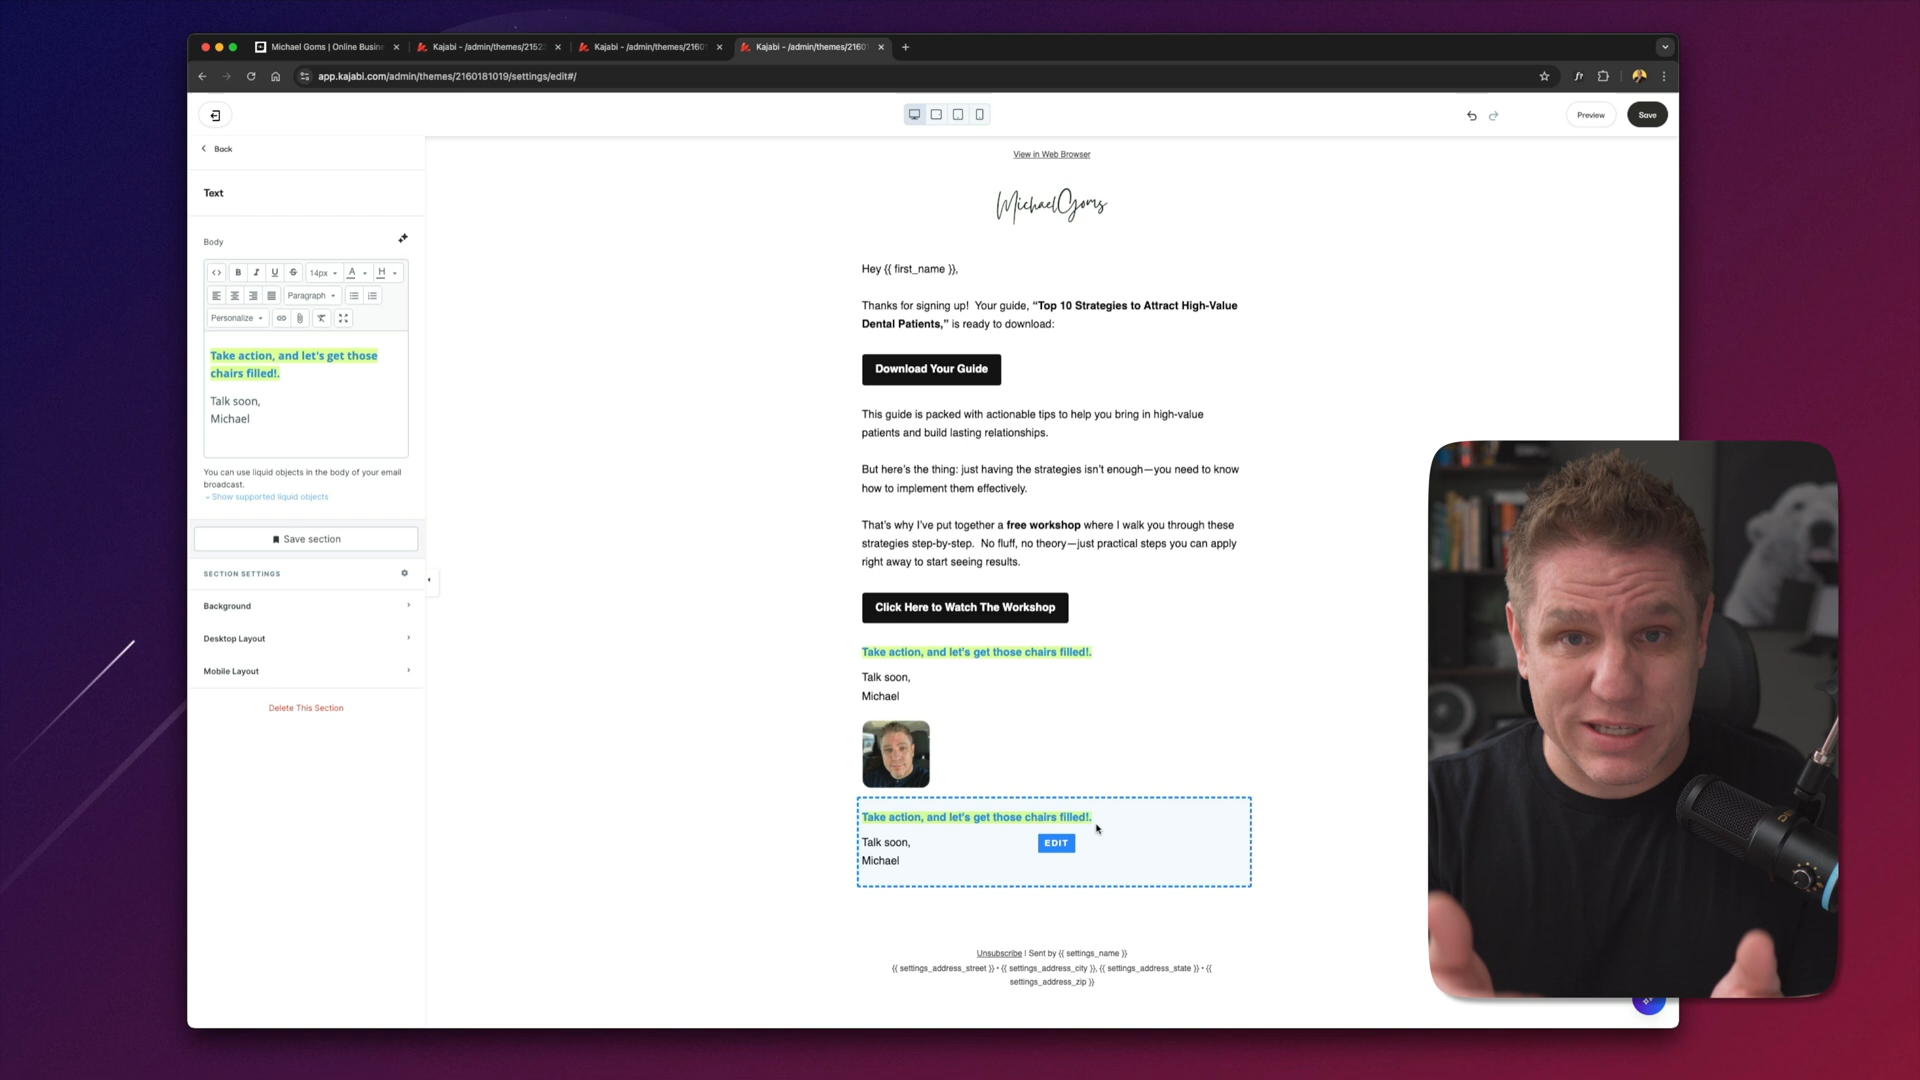 Michael Goms | Online Busin
Kajabi - /admin/themes/2152
Kajabi - /admin/themes/2160
Kajabi - /admin/themes/2160
app.kajabi.com/admin/themes/2160181019/settings/edit#/
Preview
Save
Back
Text
Body
B I U S 14px A H
Paragraph
Personalize
Take action, and let's get those
chairs filled!.
Talk soon,
Michael
You can use liquid objects in the body of your email
broadcast.
Show supported liquid objects
Save section
SECTION SETTINGS
Background
Desktop Layout
Mobile Layout
Delete This Section
View in Web Browser
MichaelGoms
Hey {{ first_name }},
Thanks for signing up! Your guide, “Top 10 Strategies to Attract High-Value
Dental Patients,” is ready to download:
Download Your Guide
This guide is packed with actionable tips to help you bring in high-value
patients and build lasting relationships.
But here’s the thing: just having the strategies isn’t enough—you need to know
how to implement them effectively.
That’s why I’ve put together a free workshop where I walk you through these
strategies step-by-step. No fluff, no theory—just practical steps you can apply
right away to start seeing results.
Click Here to Watch The Workshop
Take action, and let's get those chairs filled!.
Talk soon,
Michael
Take action, and let's get those chairs filled!.
Talk soon,
EDIT
Michael
Unsubscribe | Sent by {{ settings_name }}
{{ settings_address_street }} • {{ settings_address_city }}, {{ settings_address_state }} • {{
settings_address_zip }}